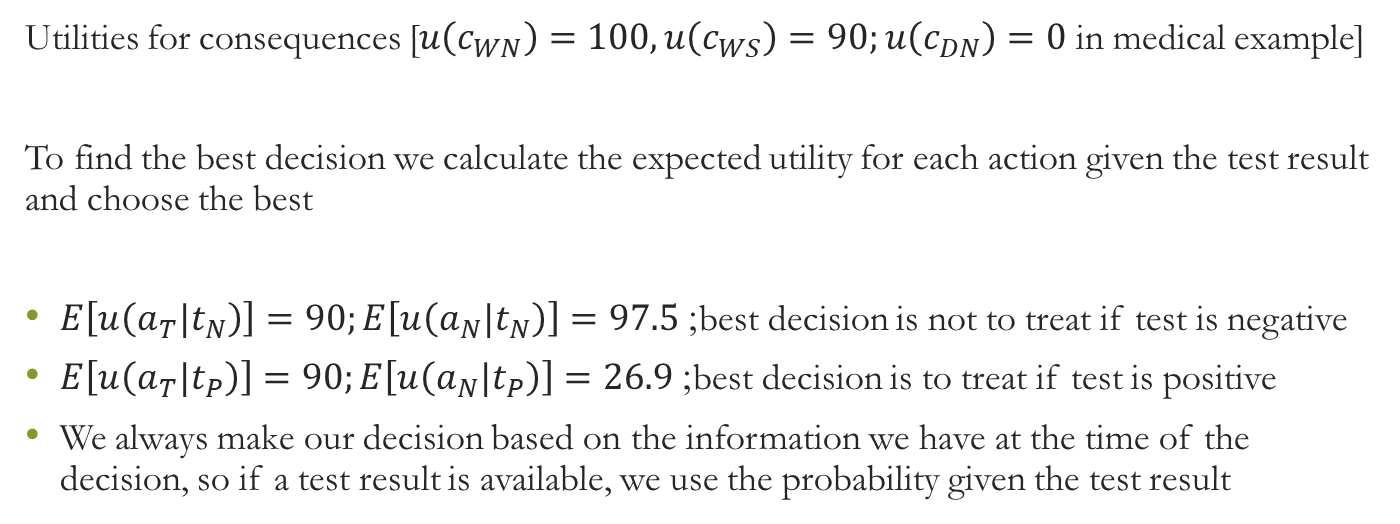 Utilities for consequences [u(c_WN) = 100, u(c_WS) = 90; u(c_DN) = 0 in medical example]
To find the best decision we calculate the expected utility for each action given the test result
and choose the best
• E[u(a_T|t_N)] = 90; E[u(a_N|t_N)] = 97.5 ;best decision is not to treat if test is negative
• E[u(a_T|t_P)] = 90; E[u(a_N|t_P)] = 26.9 ;best decision is to treat if test is positive
• We always make our decision based on the information we have at the time of the
decision, so if a test result is available, we use the probability given the test result